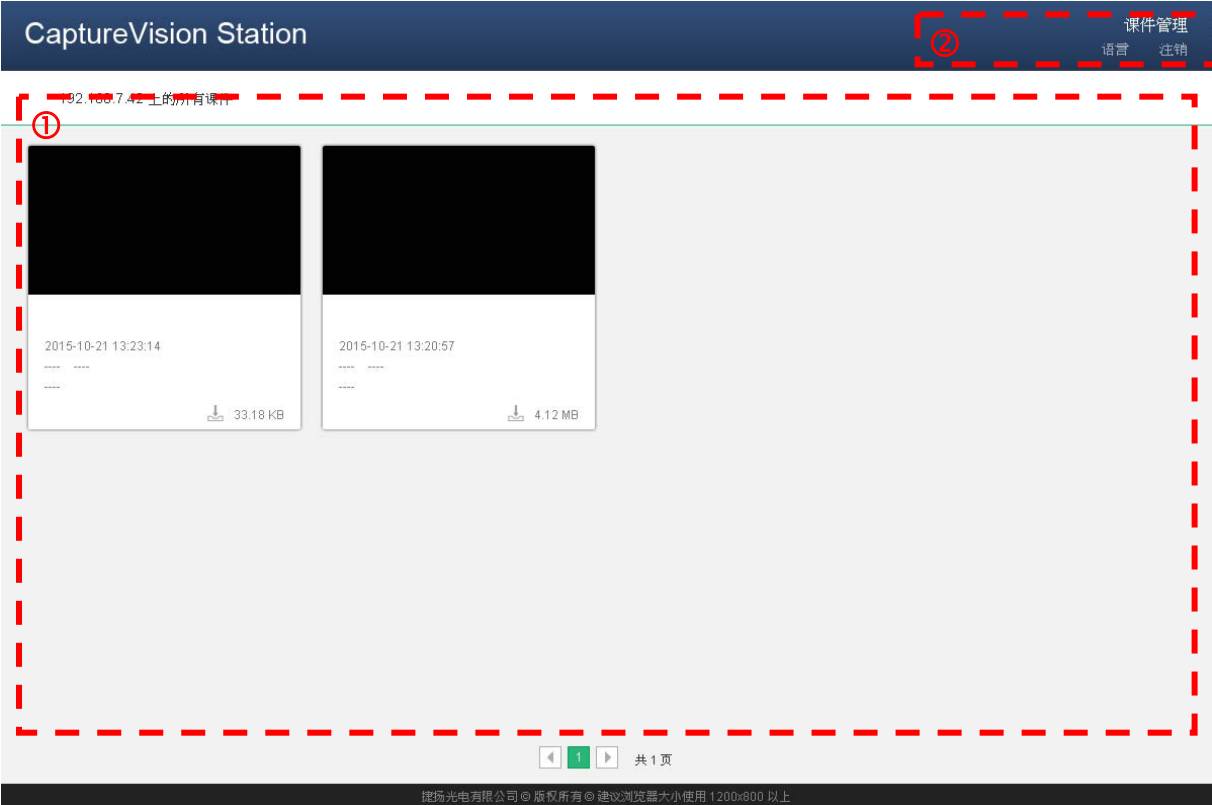 CaptureVision Station
②
课件管理
语言 注销
192.168.7.42 上的所有课件
①
2015-10-21 13:23:14
---- ----
----
33.18 KB
2015-10-21 13:20:57
---- ----
----
4.12 MB
1 共 1 页
捷扬光电有限公司 © 版权所有 © 建议浏览器大小使用 1200x800 以上